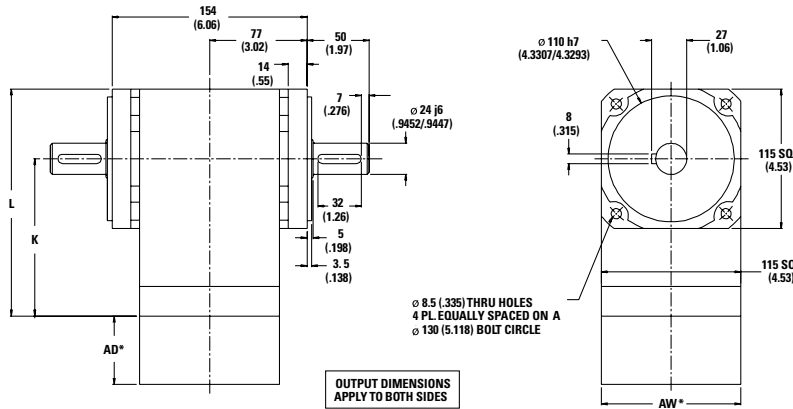 154
(6.06)
77
(3.02)
50
(1.97)
14
(.55)
7
(.276)
ø 24 j6
(.9452/.9447)
L
K
32
(1.26)
5
(.198)
3. 5
(.138)
AD*
OUTPUT DIMENSIONS
APPLY TO BOTH SIDES
ø 110 h7
(4.3307/4.3293)
27
(1.06)
8
(.315)
115 SQ
(4.53)
115 SQ
(4.53)
ø 8.5 (.335) THRU HOLES
4 PL. EQUALLY SPACED ON A
ø 130 (5.118) BOLT CIRCLE
AW*